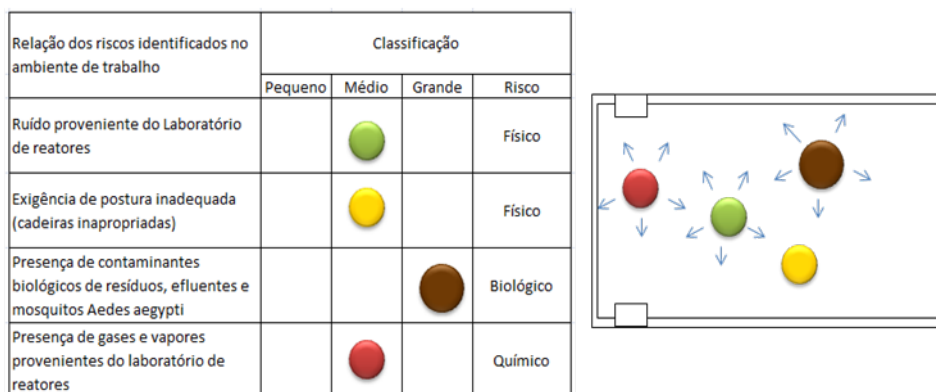 Relação dos riscos identificados no
ambiente de trabalho
Classificação
Pequeno
Médio
Grande
Risco
Ruído proveniente do Laboratório
de reatores
Físico
Exigência de postura inadequada
(cadeiras inapropriadas)
Físico
Presença de contaminantes
biológicos de resíduos, efluentes e
mosquitos Aedes aegypti
Biológico
Presença de gases e vapores
provenientes do laboratório de
reatores
Químico